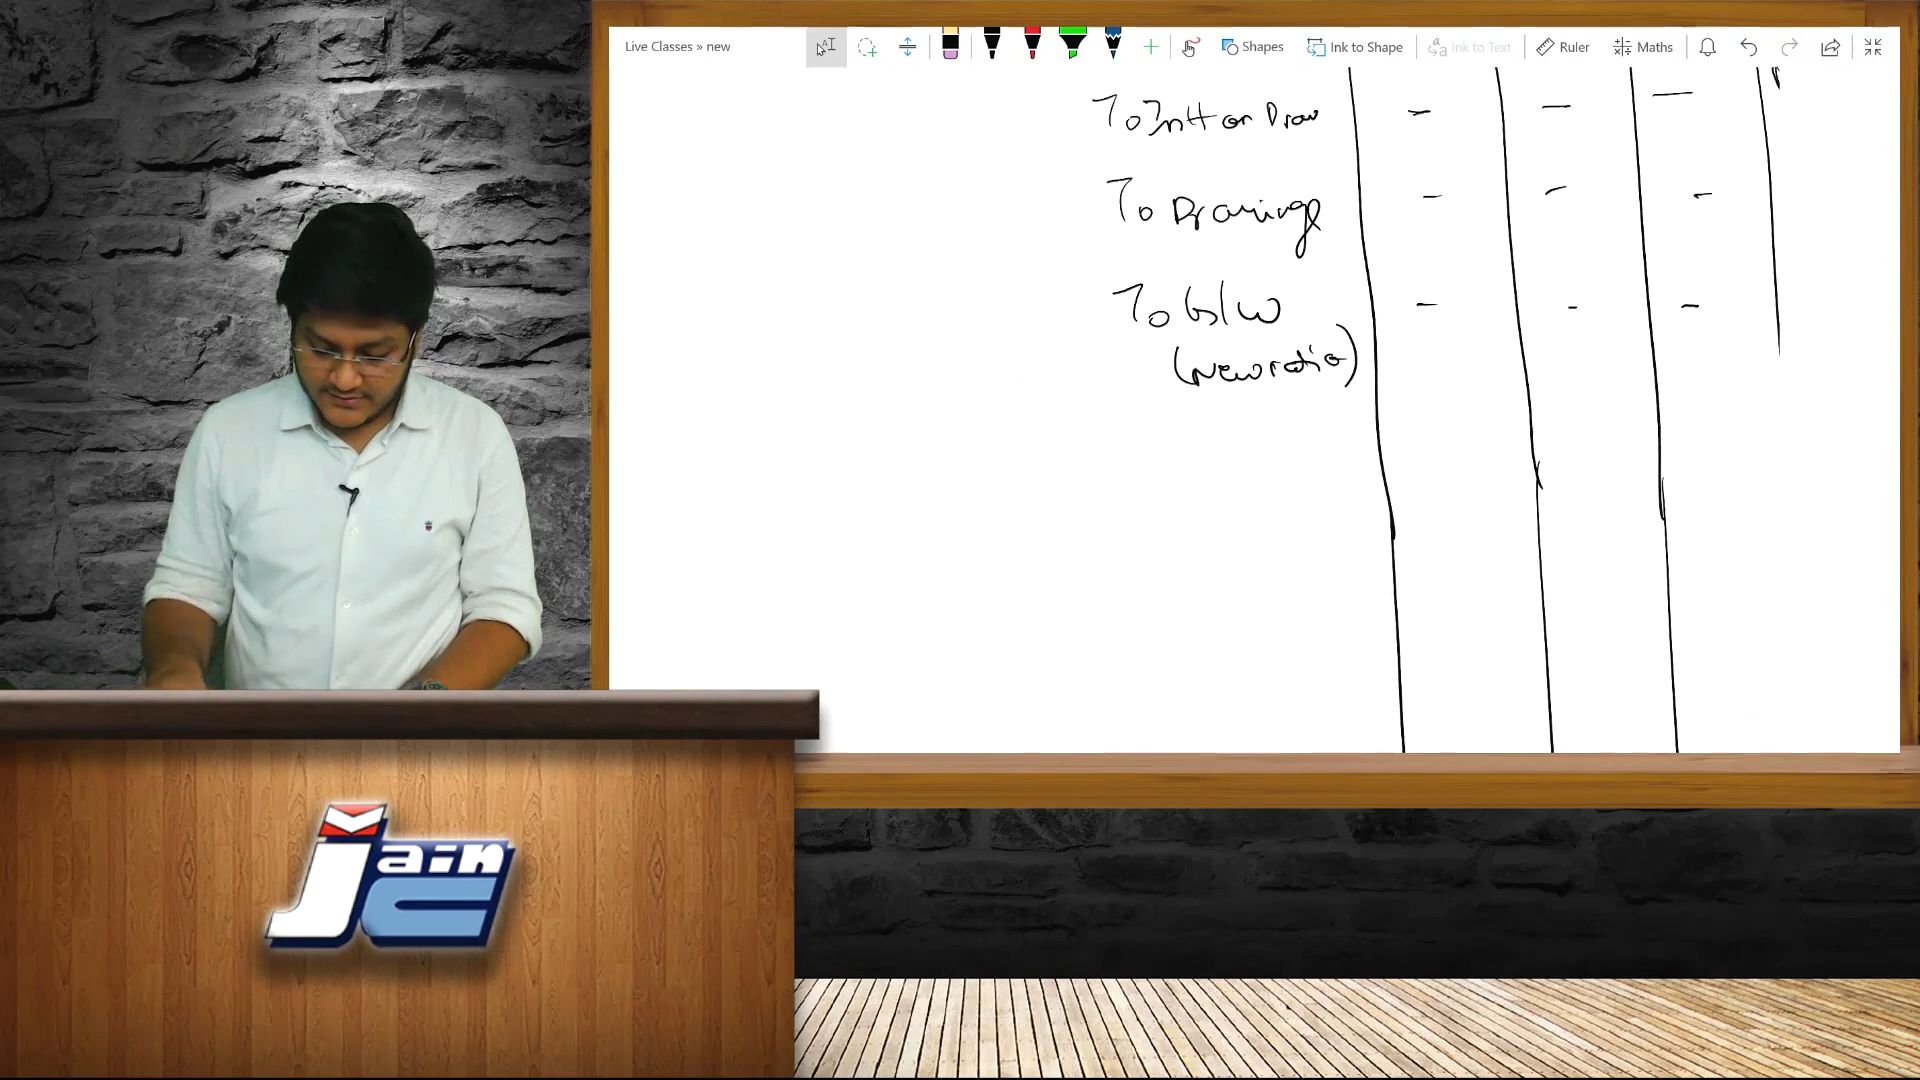 Live Classes » new
Shapes
Ink to Shape
Ink to Text
Ruler
Maths
To Intt on Draw
To Drawings
To G/W
(New ratio)
Jain
C